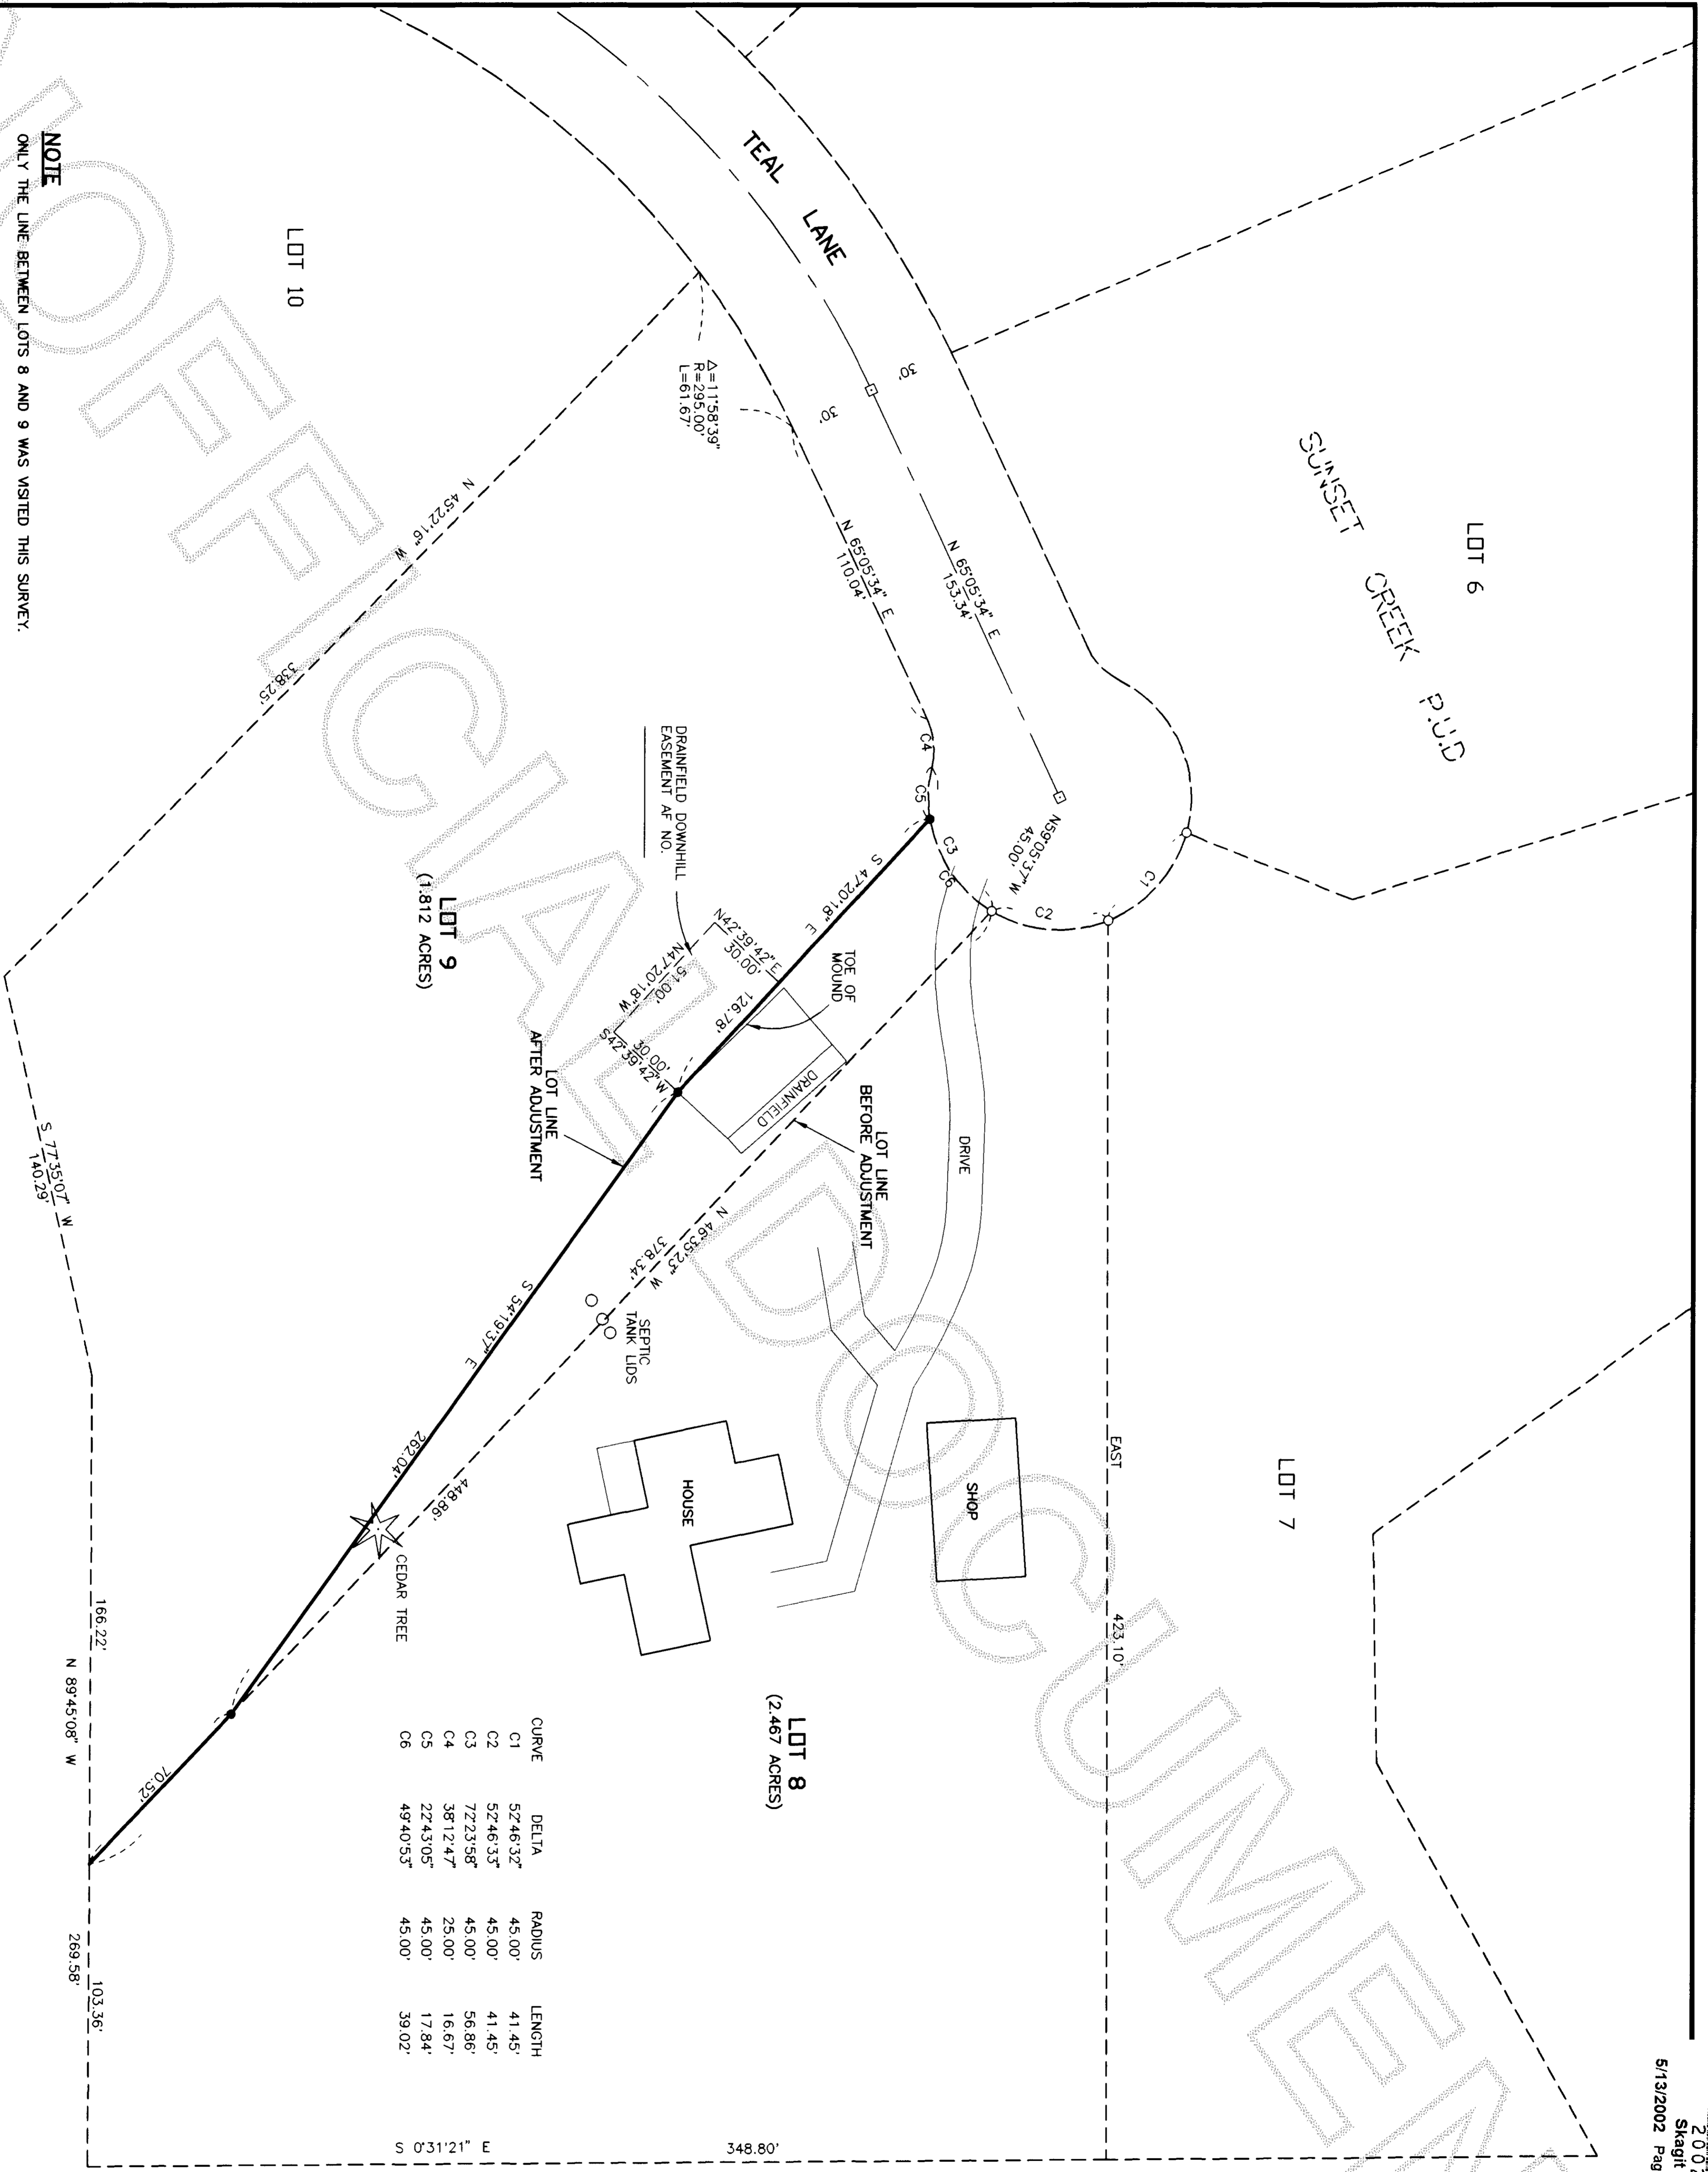 5/13/2002 Pag
Skagit
SUNSET CREEK P.U.D
LOT 6
LOT 7
TEAL LANE
30'
30'
N 65°05'34" E
153.34'
N 65°05'34" E
110.04'
Δ=11°58'39"
R=295.00'
L=61.67'
N59°05'37"W
45.00'
C1
C2
C3
C4
C5
C6
EAST
423.10'
DRIVE
SHOP
HOUSE
LOT 8
(2.467 ACRES)
LOT LINE
BEFORE ADJUSTMENT
TOE OF
MOUND
DRAINFIELD
S 47°20'18" E
126.78'
N42°39'42"E
30.00'
51.00'
N47°20'18"W
30.00'
S42°39'42"W
DRAINFIELD DOWNHILL
EASEMENT AF NO.
LOT LINE
AFTER ADJUSTMENT
N 46°35'23" W
378.34'
SEPTIC
TANK LIDS
S 54°19'37" E
262.04'
448.86'
CEDAR TREE
70.52'
LOT 9
(1.812 ACRES)
LOT 10
N 45°22'16" W
338.25'
S 77°35'07" W
140.29'
166.22'
N 89°45'08" W
103.36'
269.58'
S 0°31'21" E
348.80'
CURVE DELTA RADIUS LENGTH
C1 52°46'32" 45.00' 41.45'
C2 52°46'33" 45.00' 41.45'
C3 72°23'58" 45.00' 56.86'
C4 38°12'47" 25.00' 16.67'
C5 22°43'05" 45.00' 17.84'
C6 49°40'53" 45.00' 39.02'
NOTE
ONLY THE LINE BETWEEN LOTS 8 AND 9 WAS VISITED THIS SURVEY.
UNOFFICIAL DOCUMENT